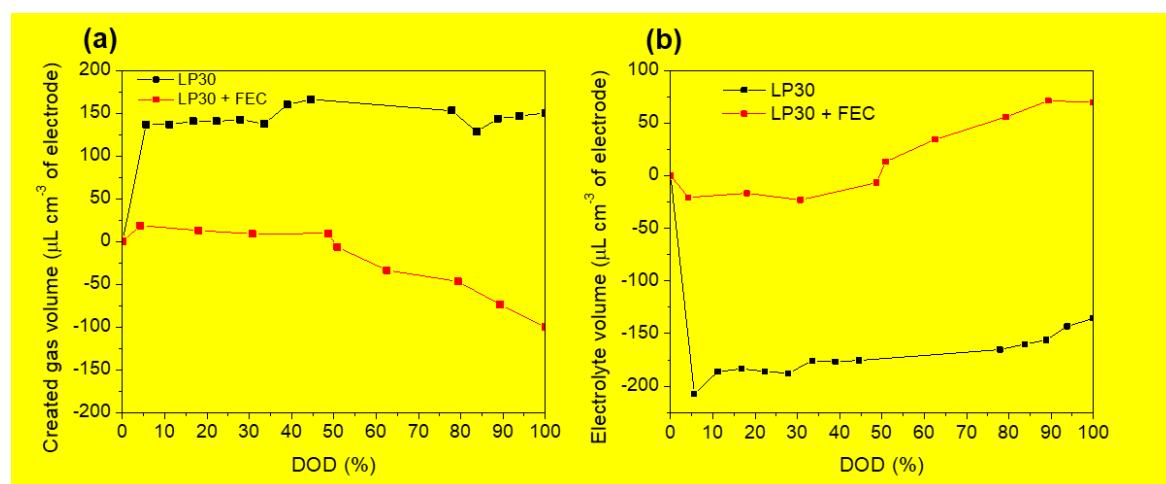 (a)
200
150
100
50
0
-50
-100
-150
-200
0 10 20 30 40 50 60 70 80 90 100
Created gas volume (μL cm⁻³ of electrode)
DOD (%)
LP30
LP30 + FEC
(b)
100
50
0
-50
-100
-150
-200
0 10 20 30 40 50 60 70 80 90 100
Electrolyte volume (μL cm⁻³ of electrode)
DOD (%)
LP30
LP30 + FEC